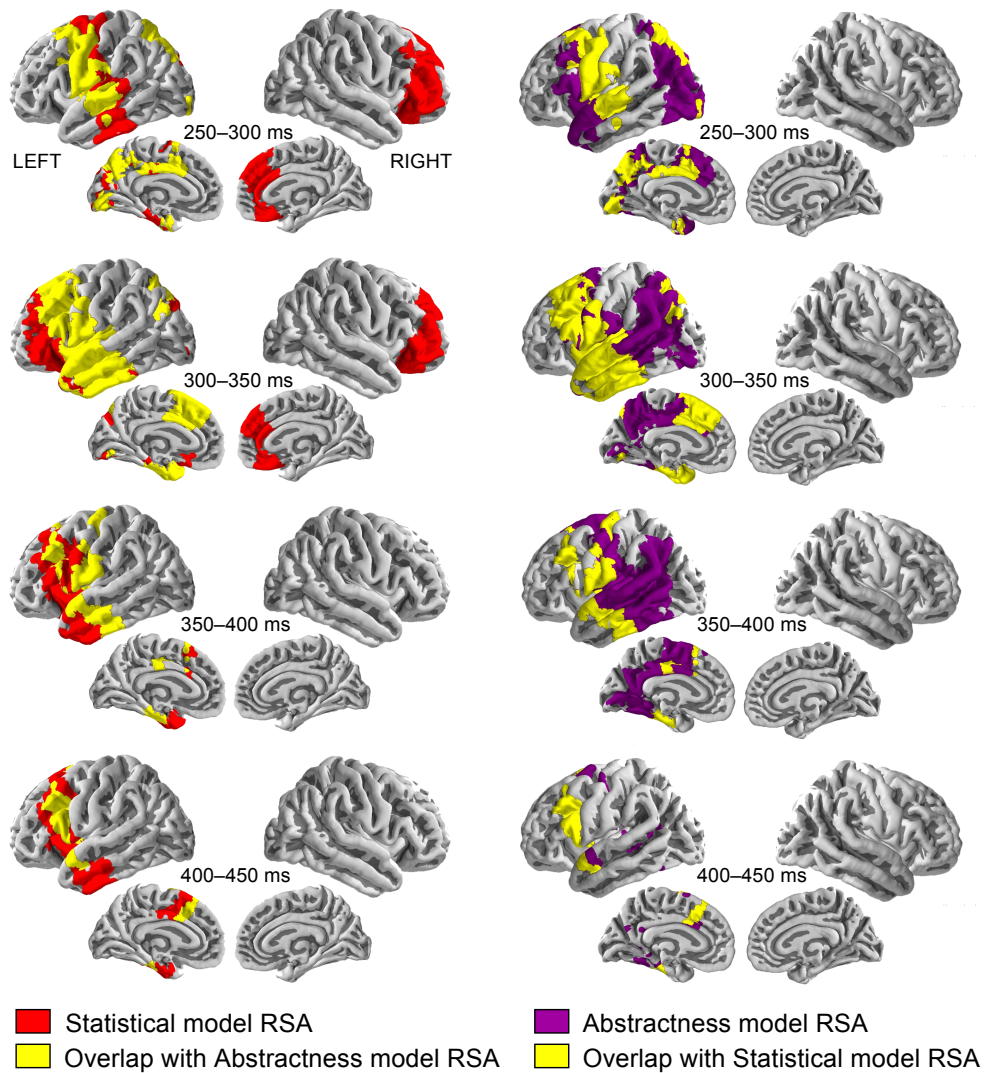 250–300 ms
LEFT
RIGHT
250–300 ms
300–350 ms
300–350 ms
350–400 ms
350–400 ms
400–450 ms
400–450 ms
Statistical model RSA
Overlap with Abstractness model RSA
Abstractness model RSA
Overlap with Statistical model RSA